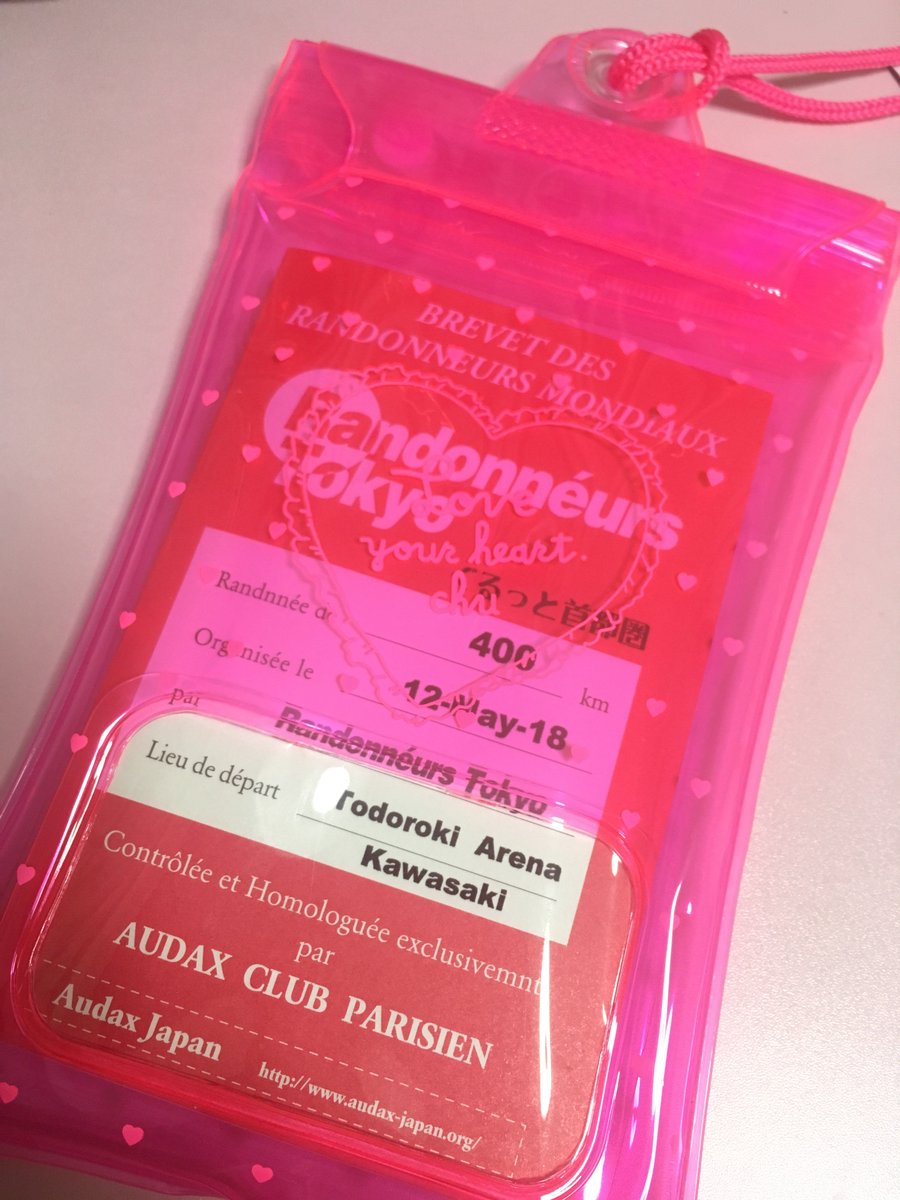 BREVET DES
RANDONNEURS MONDiAUX
Randonnéurs
Tokyo
Love
your heart.
chu
ぐるっと首都圏
Randnnée de 400 km
Organisée le 12-May-18
par Randonnéurs Tokyo
Lieu de départ Todoroki Arena
Kawasaki
Contrôlée et Homologuée exclusivemnt
par
AUDAX CLUB PARISIEN
Audax Japan
http://www.audax-japan.org/